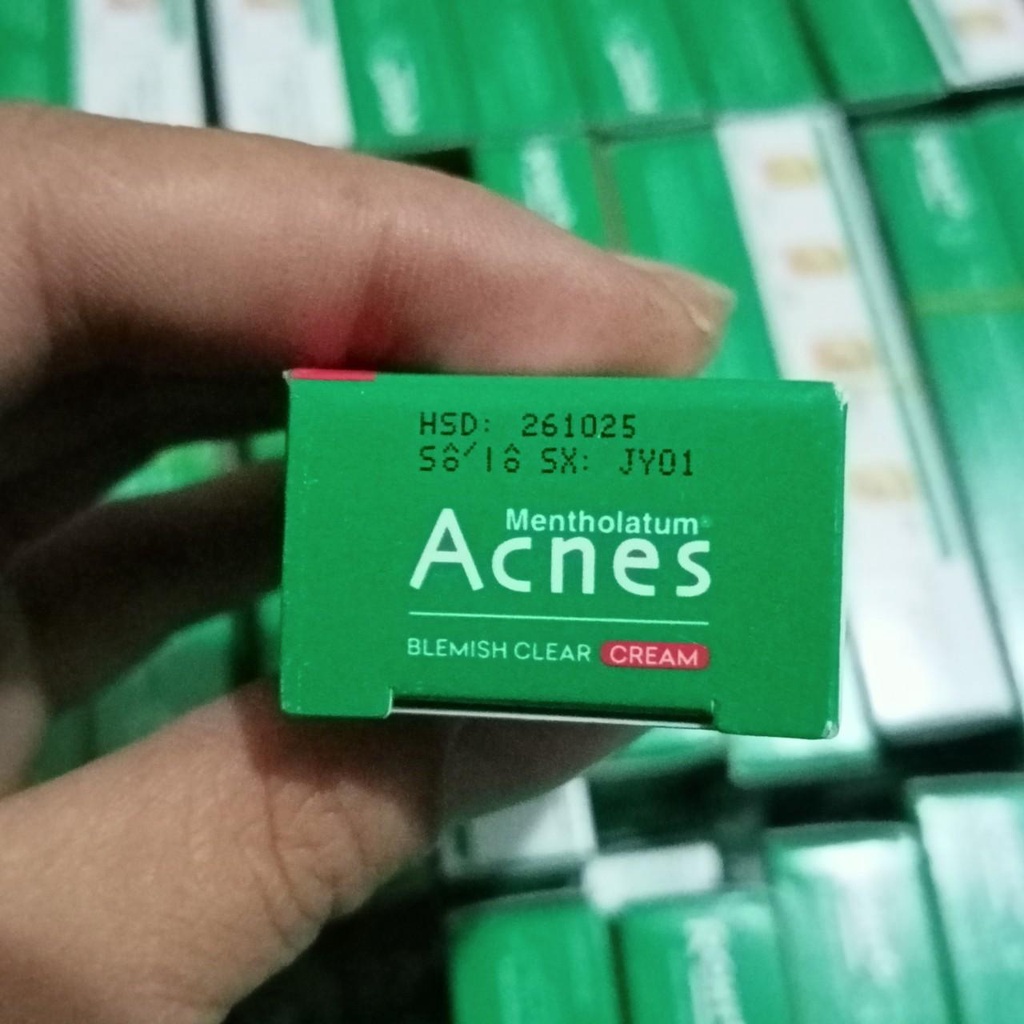 HSD: 261025
Số lô SX: JY01
Mentholatum
Acnes
BLEMISH CLEAR CREAM